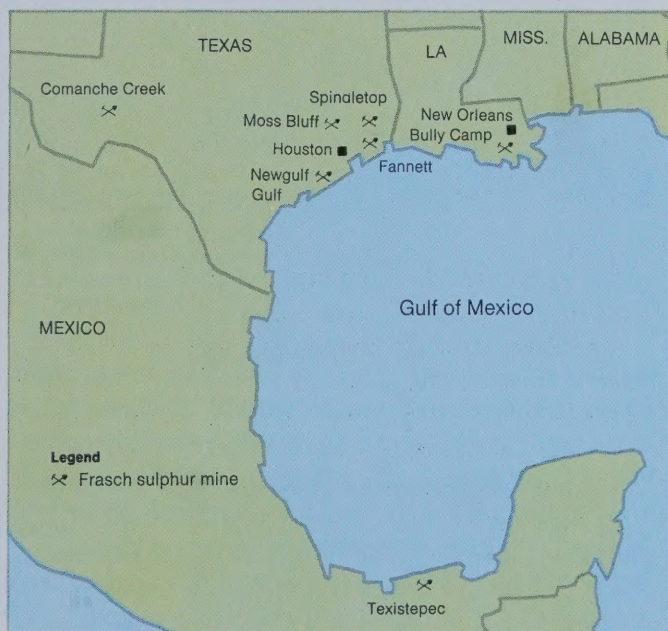 TEXAS
LA
MISS.
ALABAMA
Comanche Creek
Spindletop
Moss Bluff
New Orleans
Bully Camp
Houston
Fannett
Newgulf
Gulf
Gulf of Mexico
MEXICO
Legend
Frasch sulphur mine
Texistepec